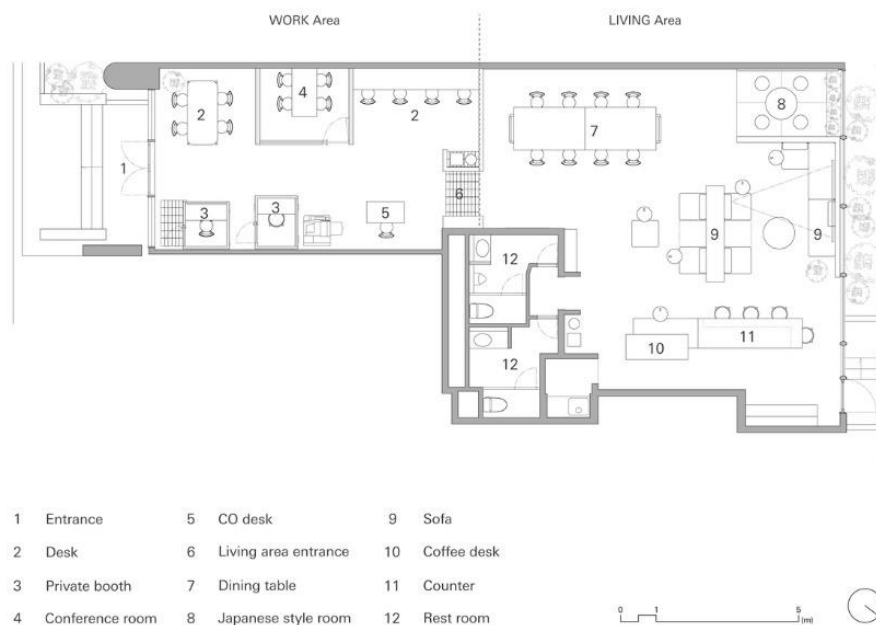 WORK Area LIVING Area
2 4 2 7 8
1
6
3 3 5 9 9
12
12 10 11
1 Entrance 5 CO desk 9 Sofa
2 Desk 6 Living area entrance 10 Coffee desk
3 Private booth 7 Dining table 11 Counter
4 Conference room 8 Japanese style room 12 Rest room
0 1 5 (m)